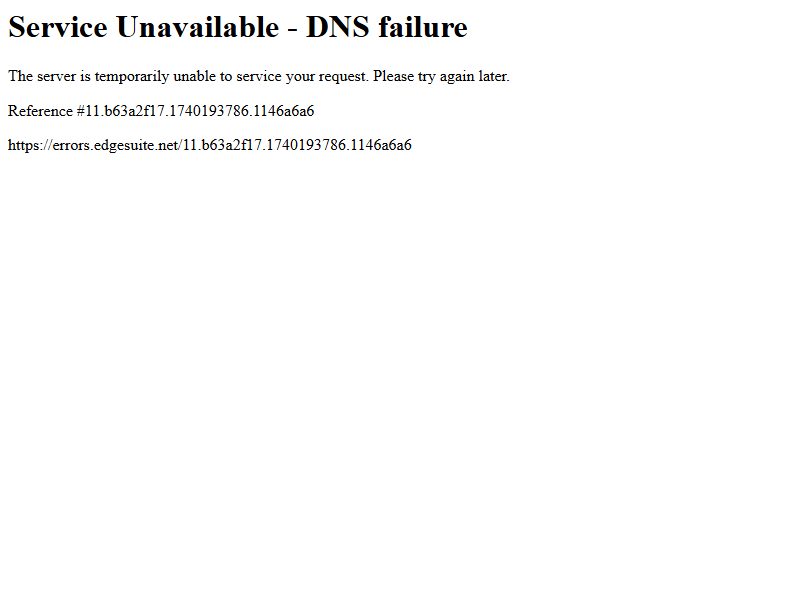 Service Unavailable - DNS failure
The server is temporarily unable to service your request. Please try again later.
Reference #11.b63a2f17.1740193786.1146a6a6
https://errors.edgesuite.net/11.b63a2f17.1740193786.1146a6a6